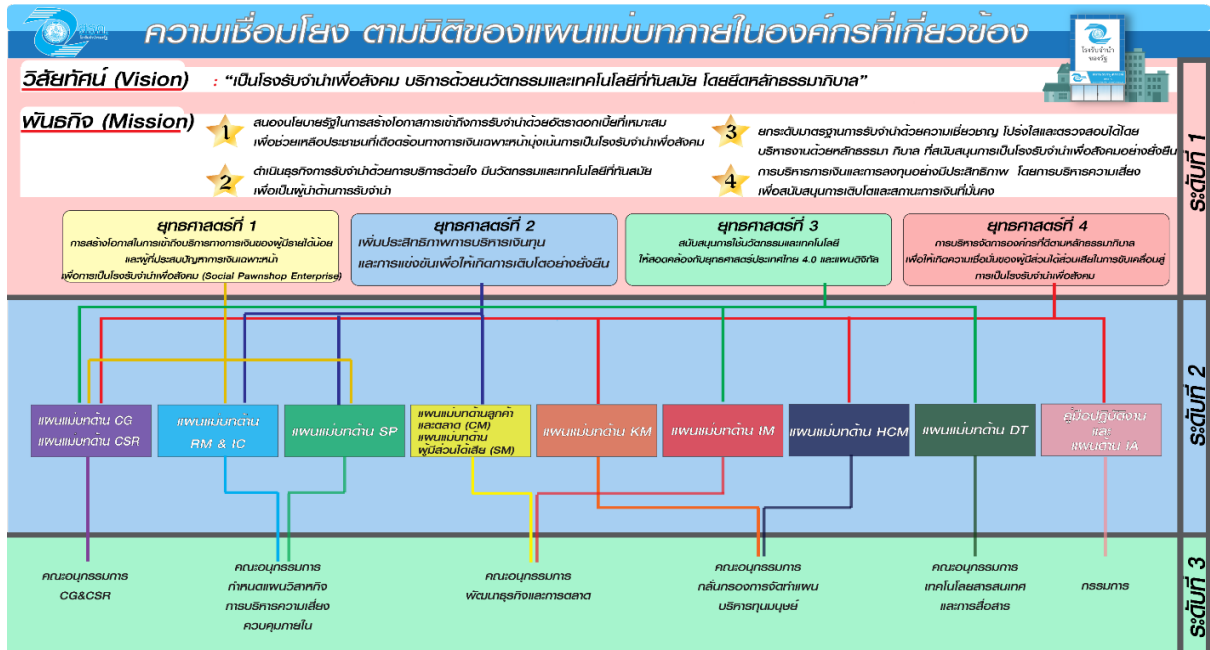 สธค.
ความเชื่อมโยง ตามมิติของแผนแม่บทภายในองค์กรที่เกี่ยวข้อง
โรงรับจำนำ
ของรัฐ
วิสัยทัศน์ (Vision) : “เป็นโรงรับจำนำเพื่อสังคม บริการด้วยนวัตกรรมและเทคโนโลยีที่ทันสมัย โดยยึดหลักธรรมาภิบาล”
พันธกิจ (Mission)
1 สนองนโยบายรัฐในการสร้างโอกาสการเข้าถึงการรับจำนำด้วยอัตราดอกเบี้ยที่เหมาะสม
เพื่อช่วยเหลือประชาชนที่เดือดร้อนทางการเงินเฉพาะหน้ามุ่งเน้นการเป็นโรงรับจำนำเพื่อสังคม
2 ดำเนินธุรกิจการรับจำนำด้วยการบริการด้วยใจ มีนวัตกรรมและเทคโนโลยีที่ทันสมัย
เพื่อเป็นผู้นำด้านการรับจำนำ
3 ยกระดับมาตรฐานการรับจำนำด้วยความเชี่ยวชาญ โปร่งใสและตรวจสอบได้โดย
บริหารงานด้วยหลักธรรมา ภิบาล ที่สนับสนุนการเป็นโรงรับจำนำเพื่อสังคมอย่างยั่งยืน
4 การบริหารการเงินและการลงทุนอย่างมีประสิทธิภาพ โดยการบริหารความเสี่ยง
เพื่อสนับสนุนการเติบโตและสถานะการเงินที่มั่นคง
ระดับที่ 1
ยุทธศาสตร์ที่ 1
การสร้างโอกาสในการเข้าถึงบริการทางการเงินของผู้มีรายได้น้อย
และผู้ที่ประสบปัญหาการเงินเฉพาะหน้า
เพื่อการเป็นโรงรับจำนำเพื่อสังคม (Social Pawnshop Enterprise)
ยุทธศาสตร์ที่ 2
เพิ่มประสิทธิภาพการบริหารเงินทุน
และการแข่งขันเพื่อให้เกิดการเติบโตอย่างยั่งยืน
ยุทธศาสตร์ที่ 3
สนับสนุนการใช้นวัตกรรมและเทคโนโลยี
ให้สอดคล้องกับยุทธศาสตร์ประเทศไทย 4.0 และแผนดิจิทัล
ยุทธศาสตร์ที่ 4
การบริหารจัดการองค์กรที่ดีตามหลักธรรมาภิบาล
เพื่อให้เกิดความเชื่อมั่นของผู้มีส่วนได้ส่วนเสียในการขับเคลื่อนสู่
การเป็นโรงรับจำนำเพื่อสังคม
ระดับที่ 2
แผนแม่บทด้าน CG
แผนแม่บทด้าน CSR
แผนแม่บทด้าน
RM & IC
แผนแม่บทด้าน SP
แผนแม่บทด้านลูกค้า
และตลาด (CM)
แผนแม่บทด้าน
ผู้มีส่วนได้เสีย (SM)
แผนแม่บทด้าน KM
แผนแม่บทด้าน IM
แผนแม่บทด้าน HCM
แผนแม่บทด้าน DT
คู่มือปฏิบัติงาน
และ
แผนด้าน IA
ระดับที่ 3
คณะอนุกรรมการ
CG&CSR
คณะอนุกรรมการ
กำหนดแผนวิสาหกิจ
การบริหารความเสี่ยง
ควบคุมภายใน
คณะอนุกรรมการ
พัฒนาธุรกิจและการตลาด
คณะอนุกรรมการ
กลั่นกรองการจัดทำแผน
บริหารทุนมนุษย์
คณะอนุกรรมการ
เทคโนโลยสารสนเทศ
และการสื่อสาร
กรรมการ